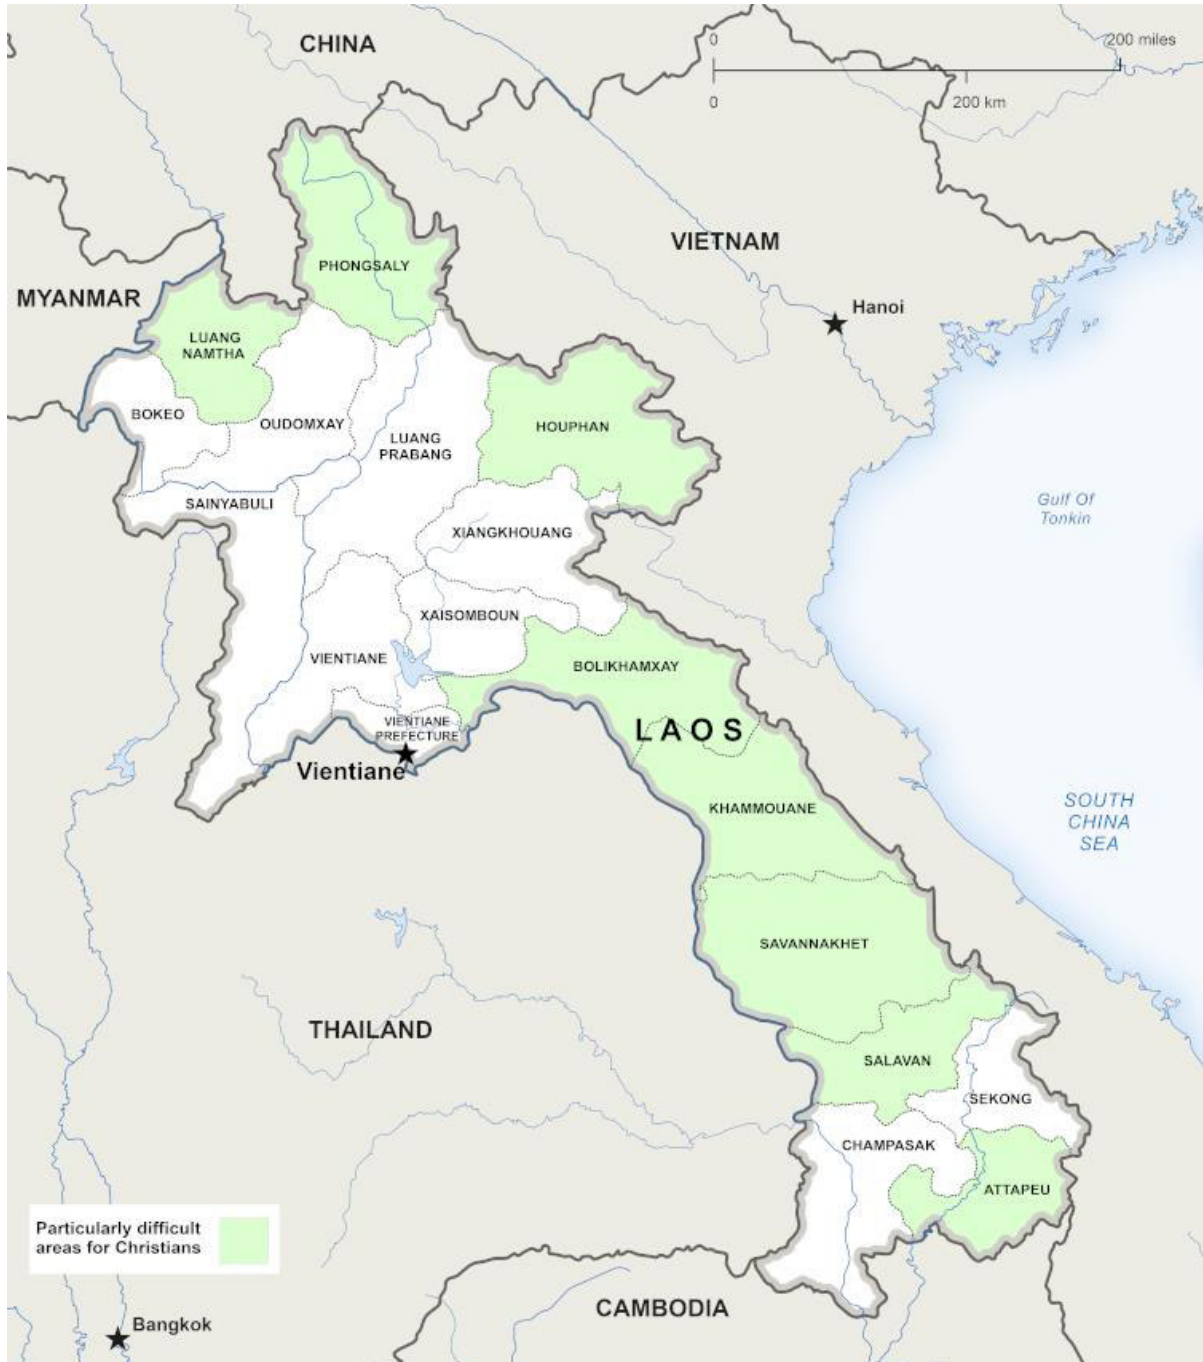 CHINA
0
200 miles
0
200 km
VIETNAM
PHONGSALY
MYANMAR
Hanoi
LUANG
NAMTHA
BOKEO
OUDOMXAY
LUANG
PRABANG
HOUPHAN
SAINYABULI
XIANGKHOUANG
Gulf Of
Tonkin
XAISOMBOUN
VIENTIANE
BOLIKHAMXAY
VIENTIANE
PREFECTURE
LAOS
Vientiane
KHAMMOUANE
SOUTH
CHINA
SEA
SAVANNAKHET
THAILAND
SALAVAN
SEKONG
CHAMPASAK
ATTAPEU
Particularly difficult
areas for Christians
CAMBODIA
Bangkok